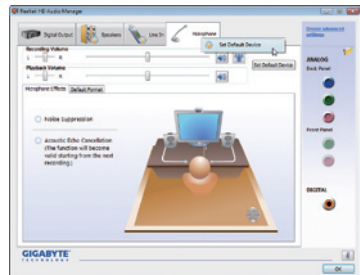 Realtek HD Audio Manager
Digital Output
Speakers
Line In
Microphone
Set Default Device
Device advanced
settings
Recording Volume
L
R
Set Default Device
Playback Volume
L
R
Microphone Effects
Default Format
Noise Suppression
Acoustic Echo Cancellation
(The function will become
valid starting from the next
recording.)
ANALOG
Back Panel
Front Panel
DIGITAL
GIGABYTE
TECHNOLOGY
i
OK